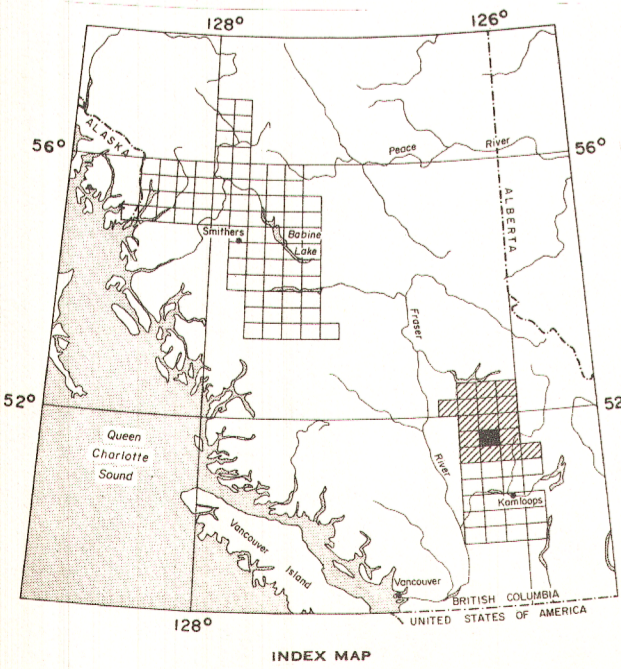 128°
126°
ALASKA
56°
Peace
River
56°
ALBERTA
Smithers
Babine
Lake
Fraser
52°
52
Queen
Charlotte
Sound
River
Kamloops
Vancouver
Island
Vancouver
BRITISH COLUMBIA
UNITED STATES OF AMERICA
128°
INDEX MAP